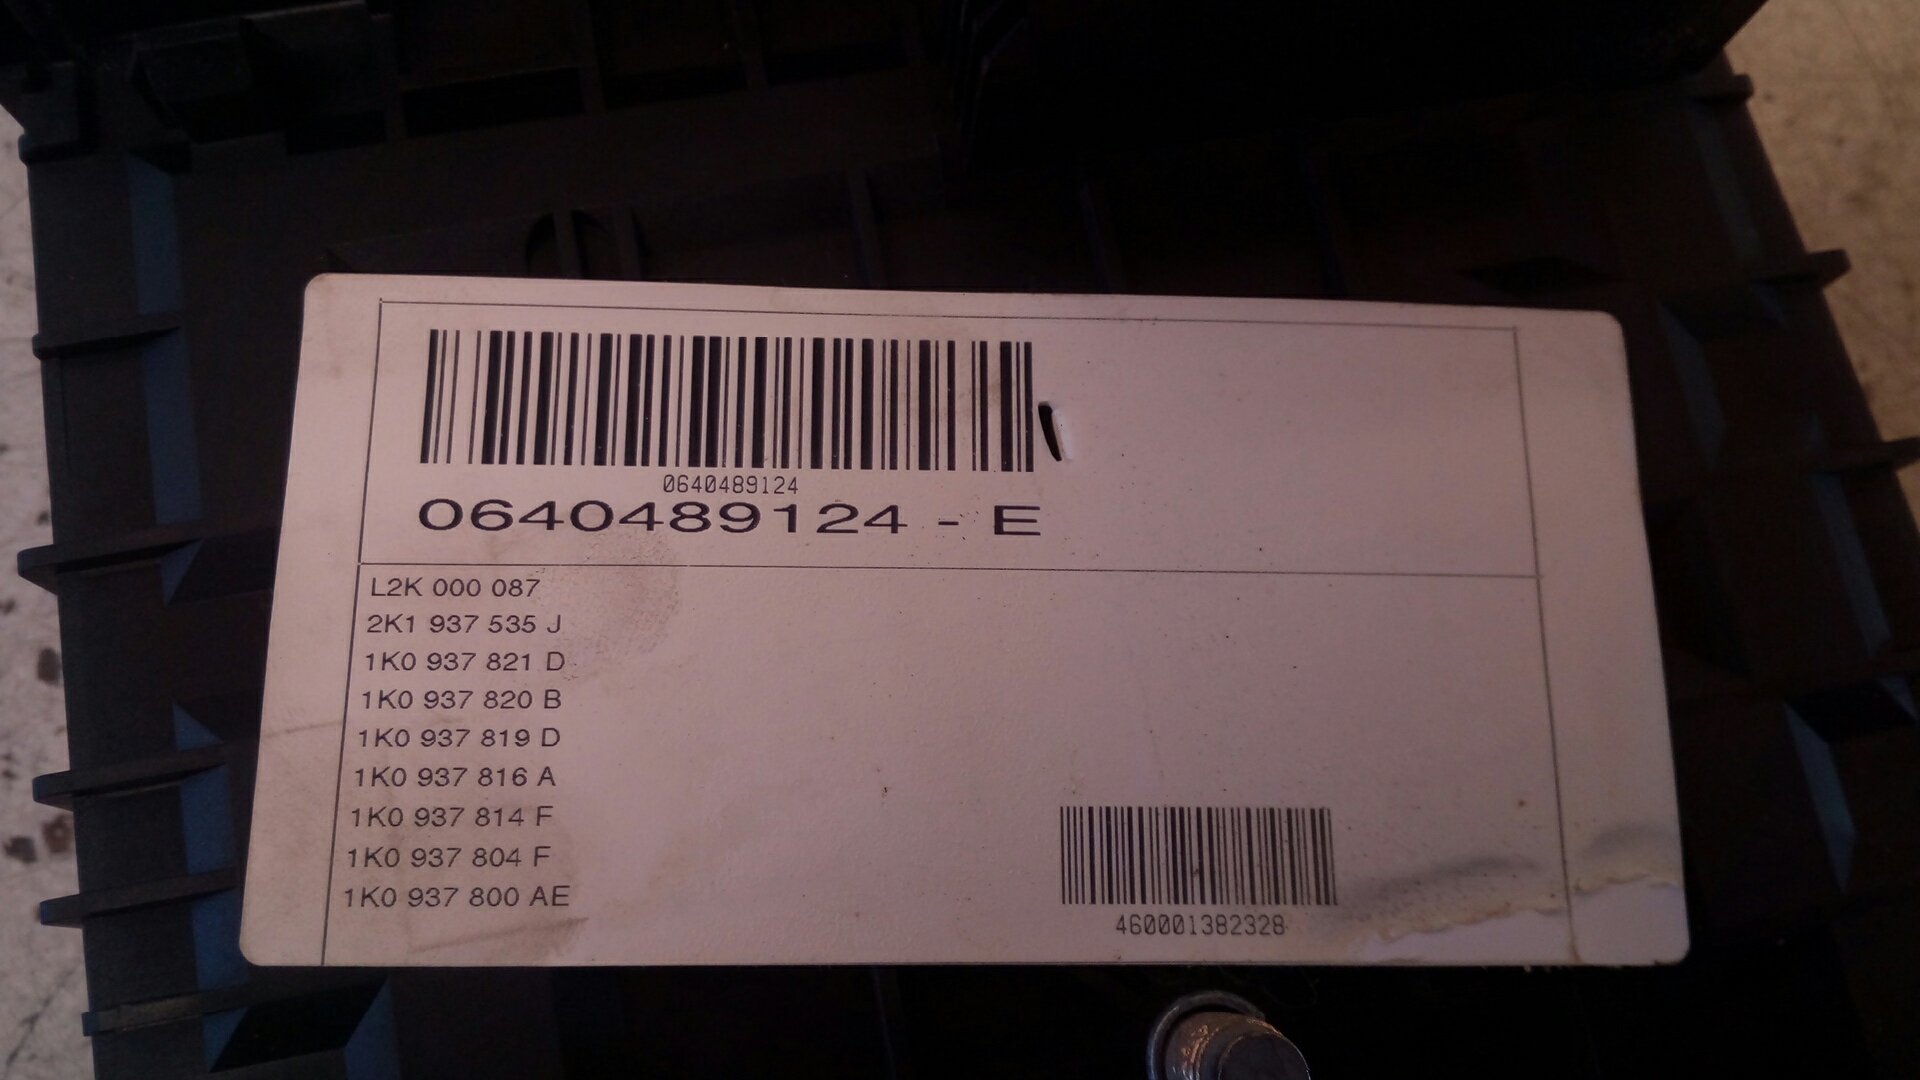 0640489124
0640489124 - E
L2K 000 087
2K1 937 535 J
1K0 937 821 D
1K0 937 820 B
1K0 937 819 D
1K0 937 816 A
1K0 937 814 F
1K0 937 804 F
1K0 937 800 AE
460001382328